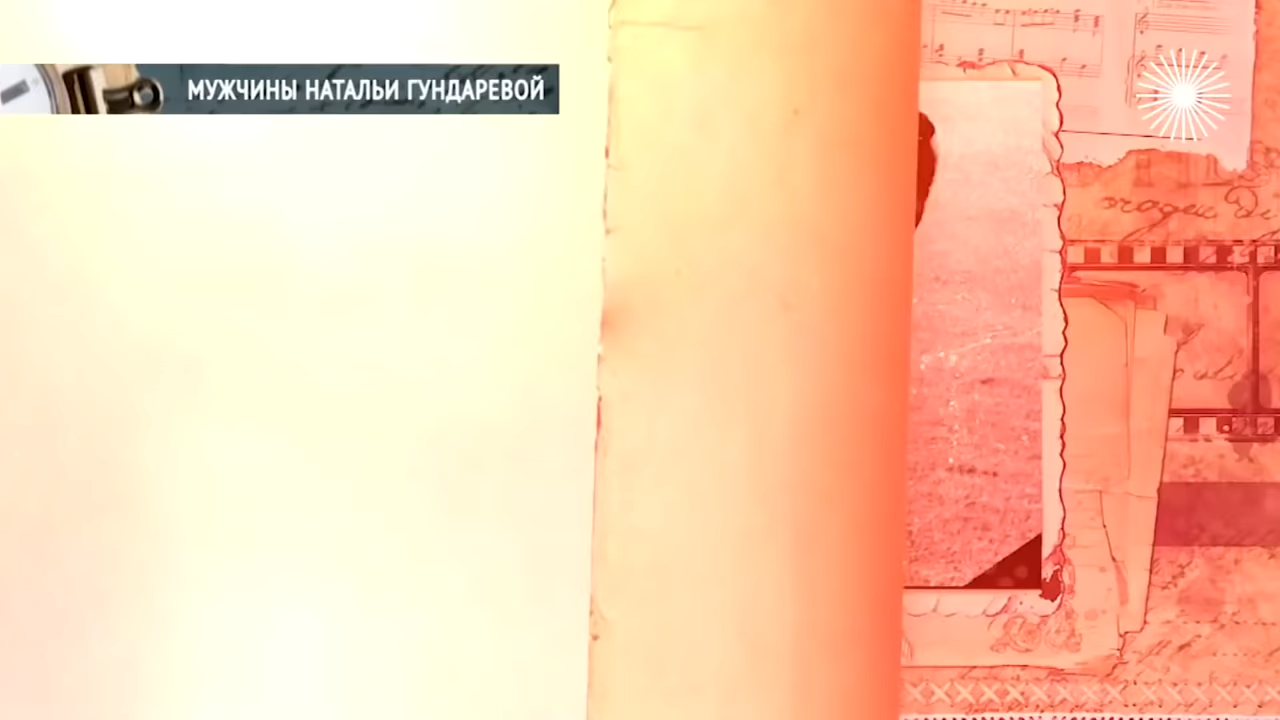 МУЖЧИНЫ НАТАЛЬИ ГУНДАРЕВОЙ